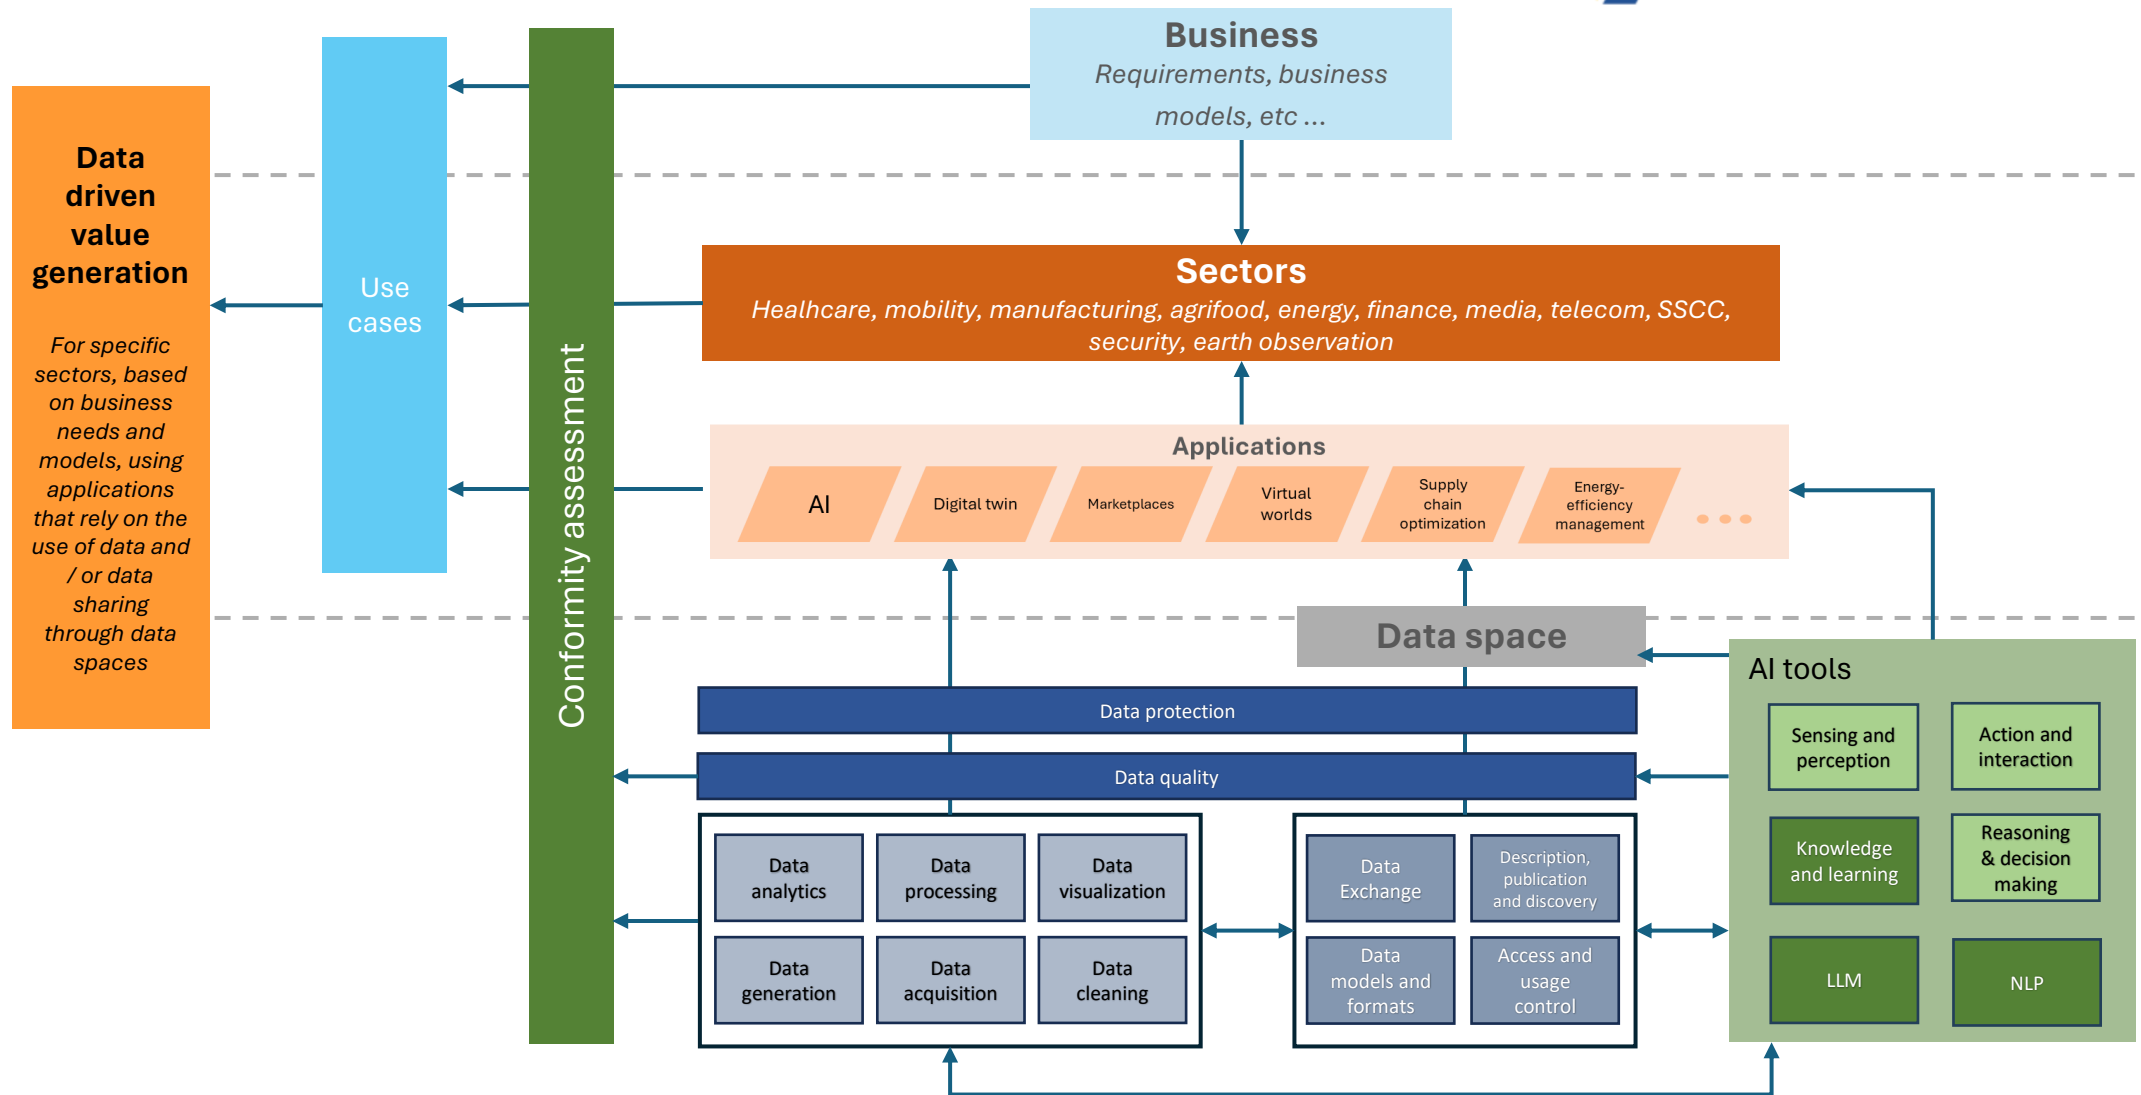 Business
Requirements, business
models, etc ...
Data
driven
value
generation
For specific
sectors, based
on business
needs and
models, using
applications
that rely on the
use of data and
/ or data
sharing
through data
spaces
Use
cases
Conformity assessment
Sectors
Healthcare, mobility, manufacturing, agrifood, energy, finance, media, telecom, SSCC,
security, earth observation
Applications
AI
Digital twin
Marketplaces
Virtual
worlds
Supply
chain
optimization
Energy-
efficiency
management
...
Data space
Data protection
Data quality
Data
analytics
Data
processing
Data
visualization
Data
generation
Data
acquisition
Data
cleaning
Data
Exchange
Description,
publication
and discovery
Data
models and
formats
Access and
usage
control
AI tools
Sensing and
perception
Action and
interaction
Knowledge
and learning
Reasoning
& decision
making
LLM
NLP